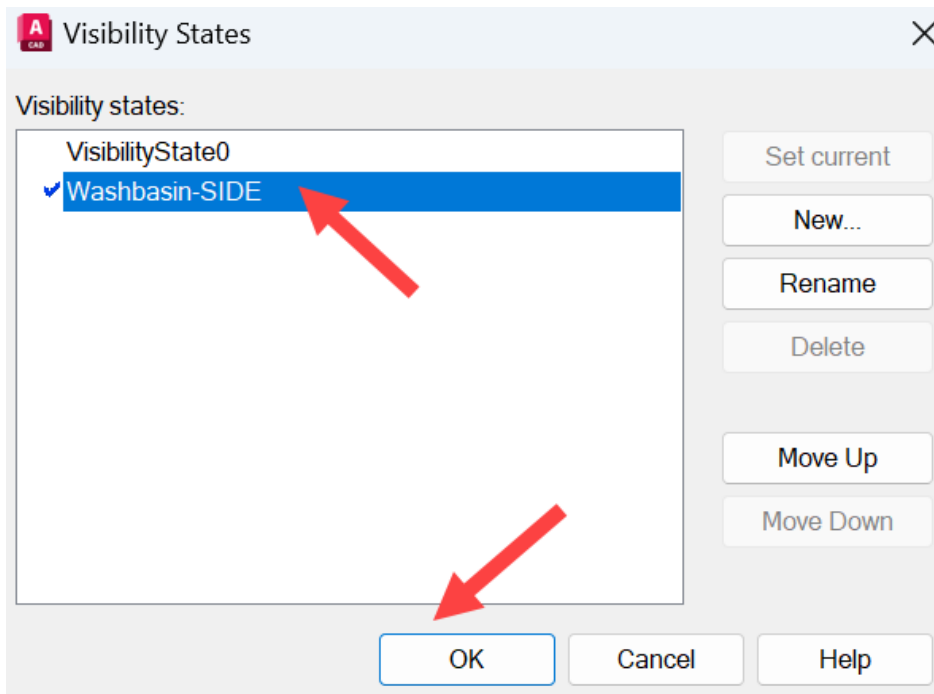 A
CAD
Visibility States
Visibility states:
VisibilityState0
Washbasin-SIDE
Set current
New...
Rename
Delete
Move Up
Move Down
OK
Cancel
Help